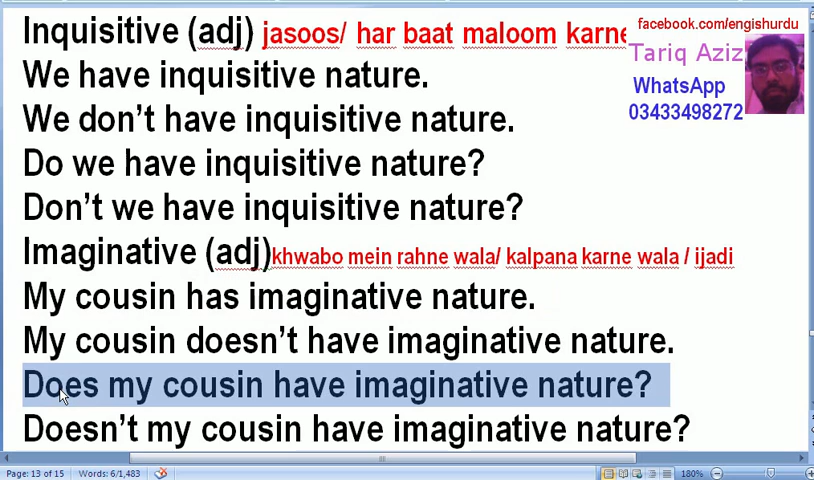 Inquisitive (adj) jasoos/ har baat maloom karne
facebook.com/engishurdu
Tariq Aziz
WhatsApp
03433498272
We have inquisitive nature.
We don't have inquisitive nature.
Do we have inquisitive nature?
Don't we have inquisitive nature?
Imaginative (adj)khwabo mein rahne wala/ kalpana karne wala / ijadi
My cousin has imaginative nature.
My cousin doesn't have imaginative nature.
Does my cousin have imaginative nature?
Doesn't my cousin have imaginative nature?
Page: 13 of 15 Words: 6/1,483 180%